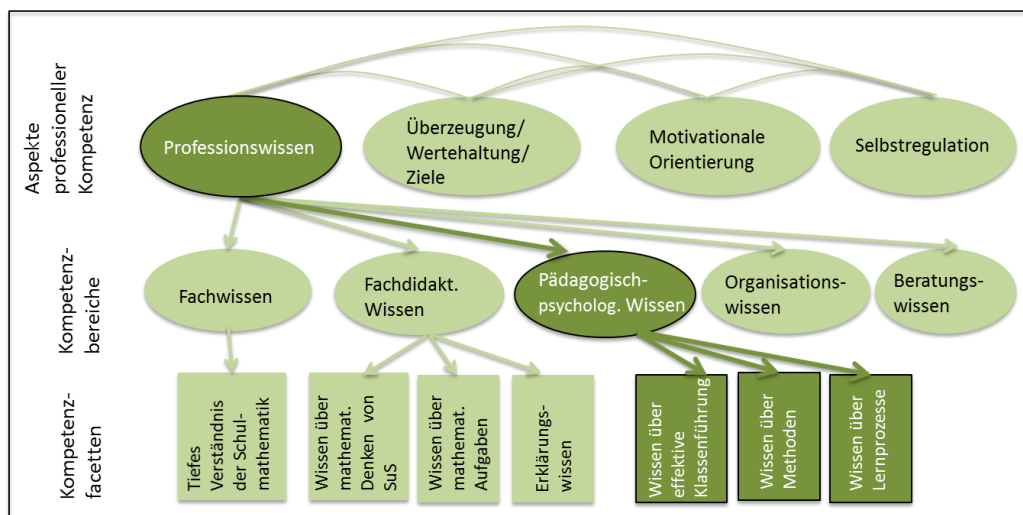 Aspekte
professioneller
Kompetenz
Professionswissen
Überzeugung/
Wertehaltung/
Ziele
Motivationale
Orientierung
Selbstregulation
Kompetenz-
bereiche
Fachwissen
Fachdidakt.
Wissen
Pädagogisch-
psycholog. Wissen
Organisations-
wissen
Beratungs-
wissen
Kompetenz-
facetten
Tiefes
Verständnis
der Schul-
mathematik
Wissen über
mathemat.
Denken von
SuS
Wissen über
mathemat.
Aufgaben
Erklärungs-
wissen
Wissen über
effektive
Klassenführung
Wissen über
Methoden
Wissen über
Lernprozesse